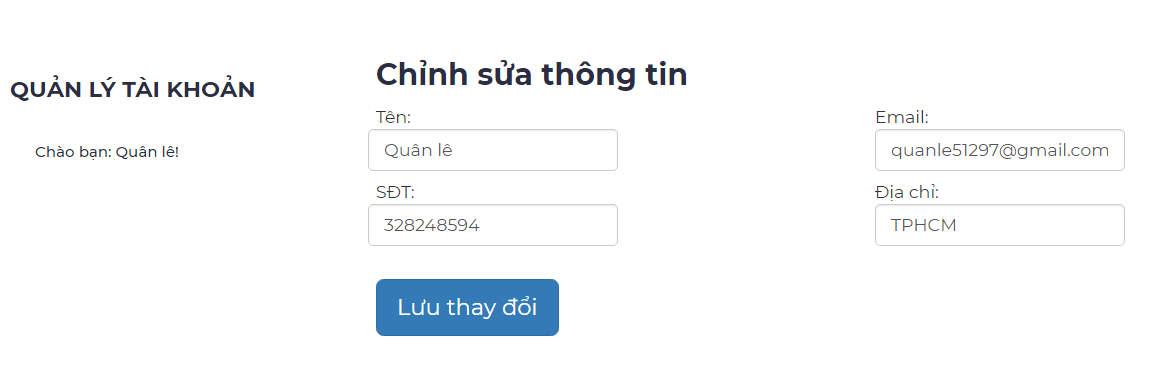 QUẢN LÝ TÀI KHOẢN
Chào bạn: Quân lê!
Chỉnh sửa thông tin
Tên:
Quân lê
Email:
quanle51297@gmail.com
SĐT:
328248594
Địa chỉ:
TPHCM
Lưu thay đổi